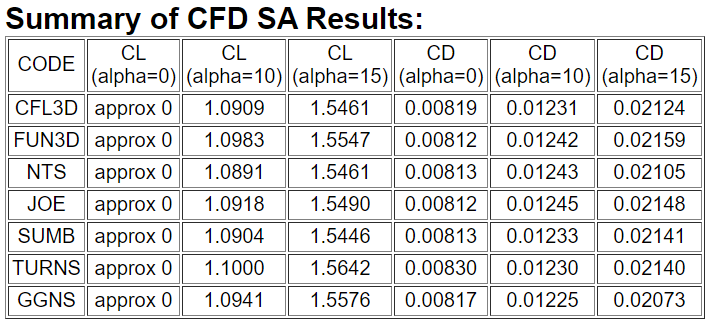 Summary of CFD SA Results:
CODE CL (alpha=0) CL (alpha=10) CL (alpha=15) CD (alpha=0) CD (alpha=10) CD (alpha=15)
CFL3D approx 0 1.0909 1.5461 0.00819 0.01231 0.02124
FUN3D approx 0 1.0983 1.5547 0.00812 0.01242 0.02159
NTS approx 0 1.0891 1.5461 0.00813 0.01243 0.02105
JOE approx 0 1.0918 1.5490 0.00812 0.01245 0.02148
SUMB approx 0 1.0904 1.5446 0.00813 0.01233 0.02141
TURNS approx 0 1.1000 1.5642 0.00830 0.01230 0.02140
GGNS approx 0 1.0941 1.5576 0.00817 0.01225 0.02073